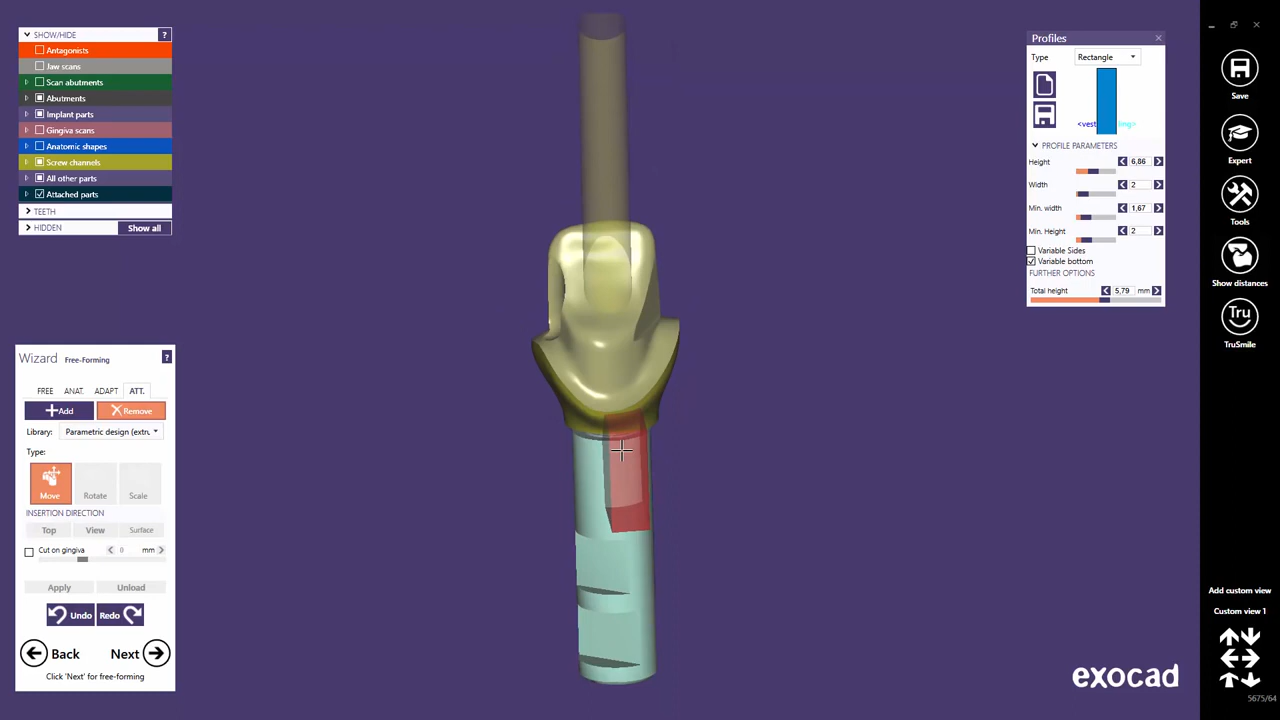 SHOW/HIDE
?
Antagonists
Jaw scans
Scan abutments
Abutments
Implant parts
Gingiva scans
Anatomic shapes
Screw channels
All other parts
Attached parts
TEETH
HIDDEN
Show all
Wizard Free-Forming ?
FREE ANAT. ADAPT ATT.
Add Remove
Library: Parametric design (extru
Type:
Move Rotate Scale
INSERTION DIRECTION
Top View Surface
Cut on gingiva 0 mm
Apply Unload
Undo Redo
Back Next
Click 'Next' for free-forming
Profiles
Type Rectangle
<vest ling>
PROFILE PARAMETERS
Height 6,86
Width 2
Min. width 1,67
Min. Height 2
Variable Sides
Variable bottom
FURTHER OPTIONS
Total height 5,79 mm
Save
Expert
Tools
Show distances
Tru
TruSmile
Add custom view
Custom view 1
exocad
5675/64